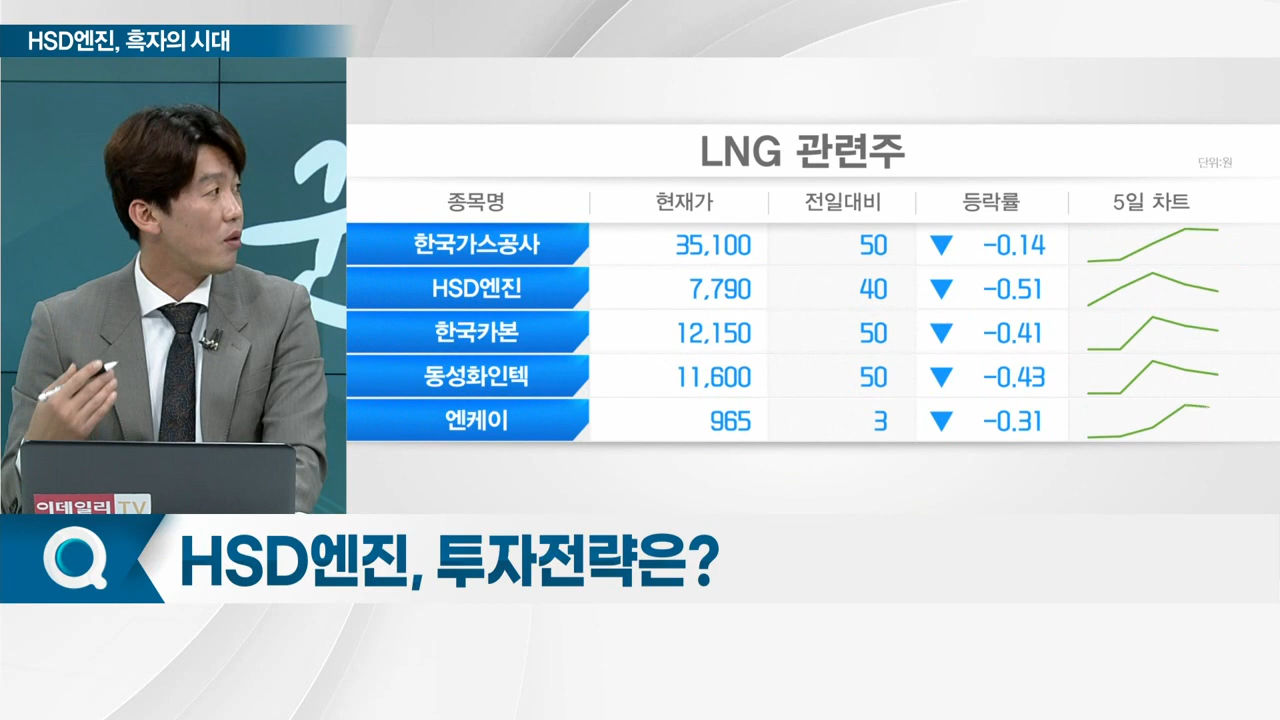 HSD엔진, 흑자의 시대
LNG 관련주
단위:원
종목명 현재가 전일대비 등락률 5일 차트
한국가스공사 35,100 50 ▼ -0.14
HSD엔진 7,790 40 ▼ -0.51
한국카본 12,150 50 ▼ -0.41
동성화인텍 11,600 50 ▼ -0.43
엔케이 965 3 ▼ -0.31
이데일리 TV
HSD엔진, 투자전략은?